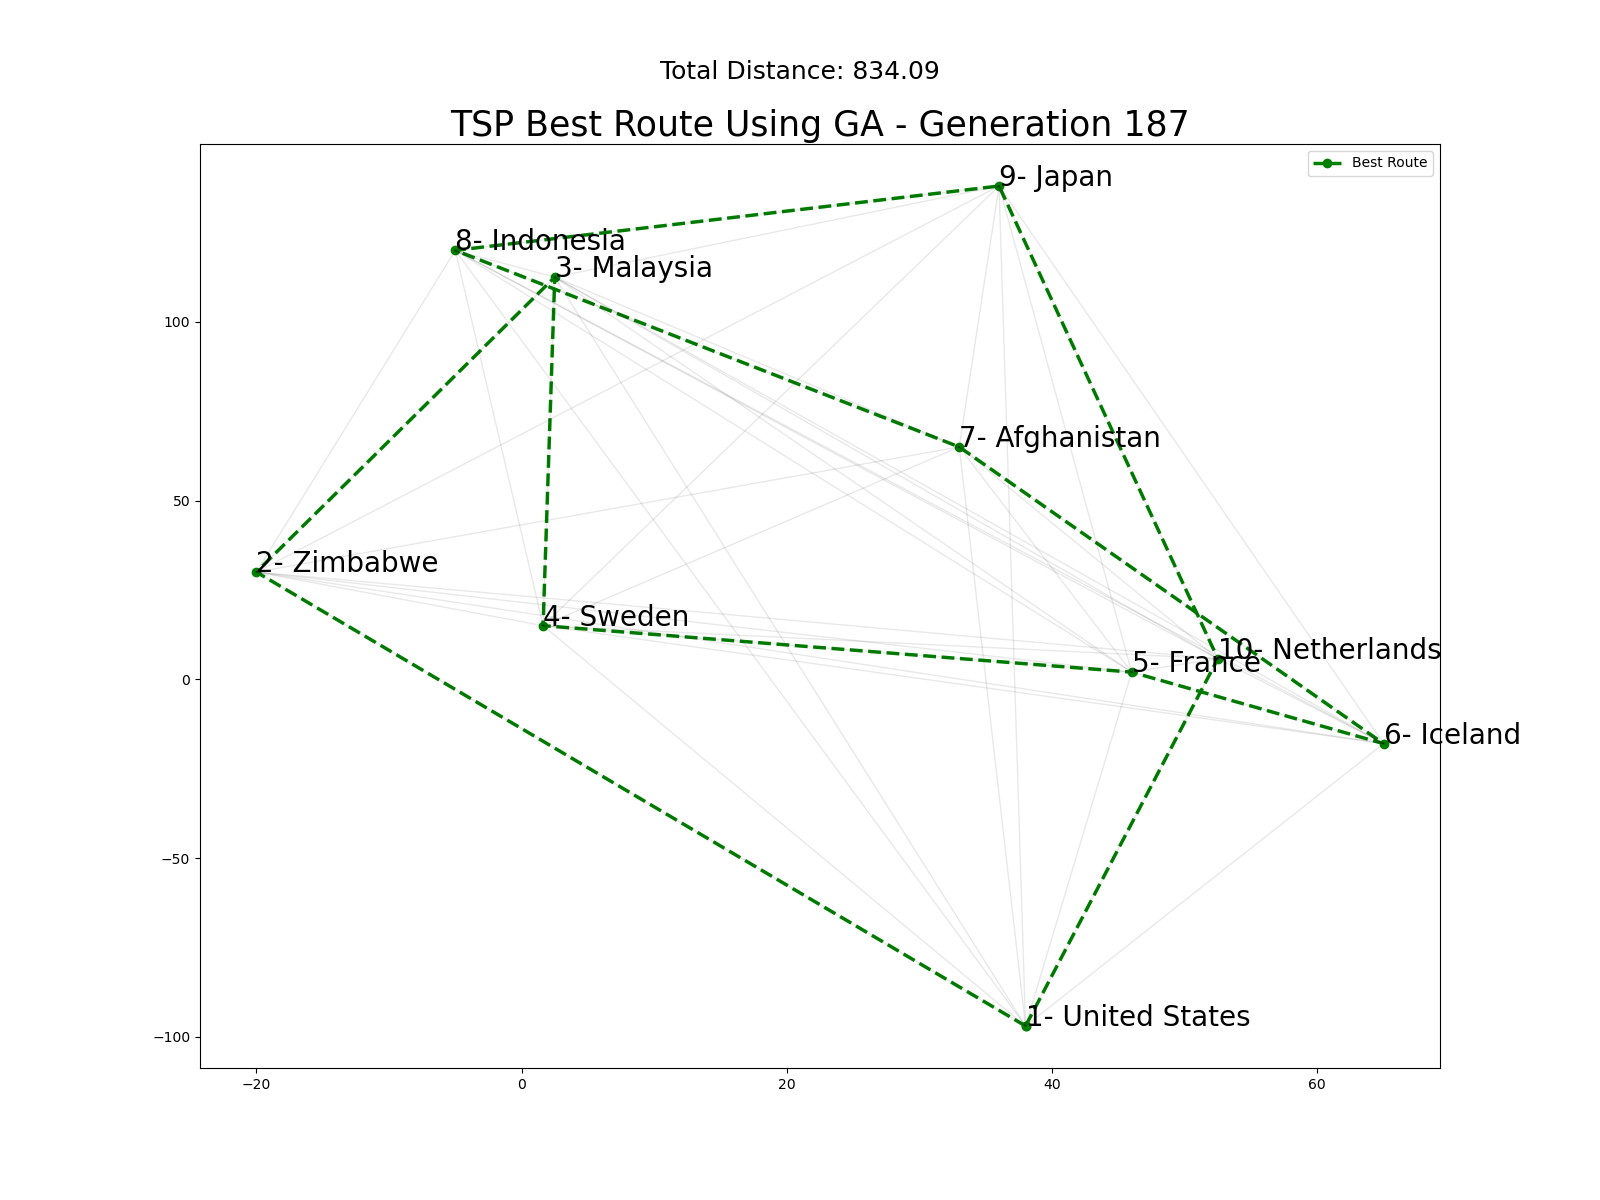 Total Distance: 834.09
TSP Best Route Using GA - Generation 187
Best Route
9- Japan
8- Indonesia
3- Malaysia
100
7- Afghanistan
50
2- Zimbabwe
4- Sweden
10- Netherlands
5- France
0
6- Iceland
−50
1- United States
−100
−20 0 20 40 60